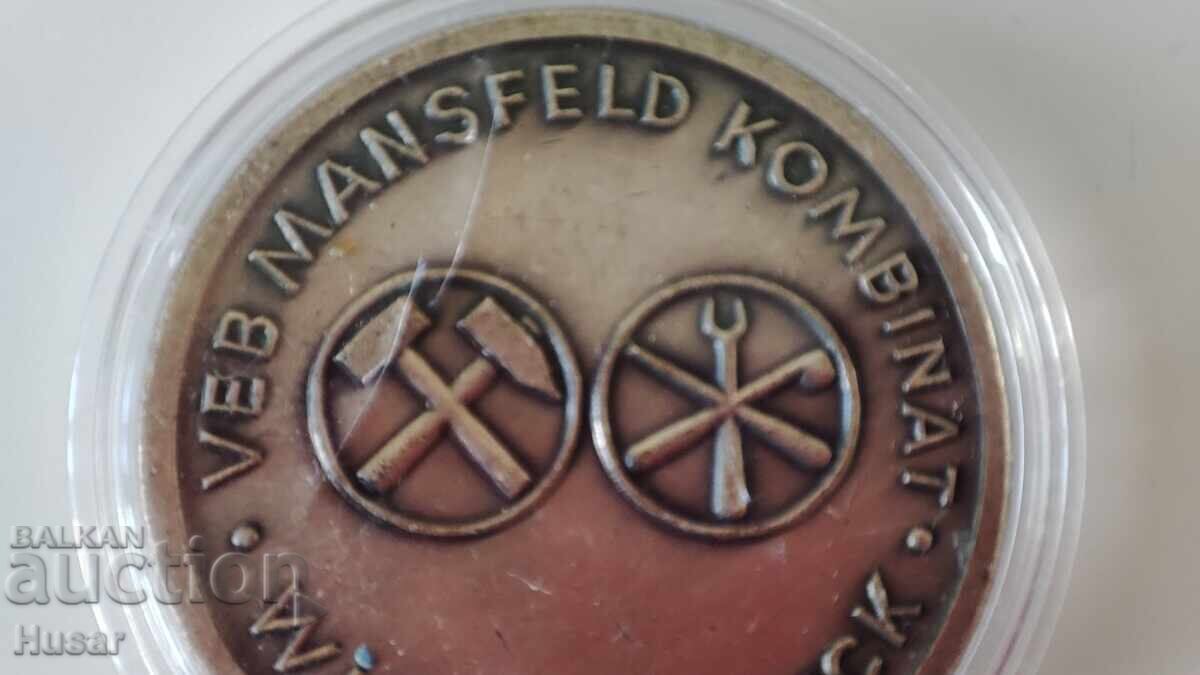 VEB MANSFELD KOMBINAT
BALKAN
auction
Husar